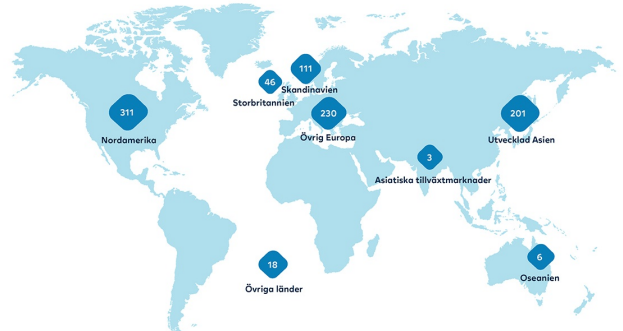 46
Storbritannien
111
Skandinavien
311
Nordamerika
230
Övrig Europa
201
Utvecklad Asien
3
Asiatiska tillväxtmarknader
18
Övriga länder
6
Oseanien